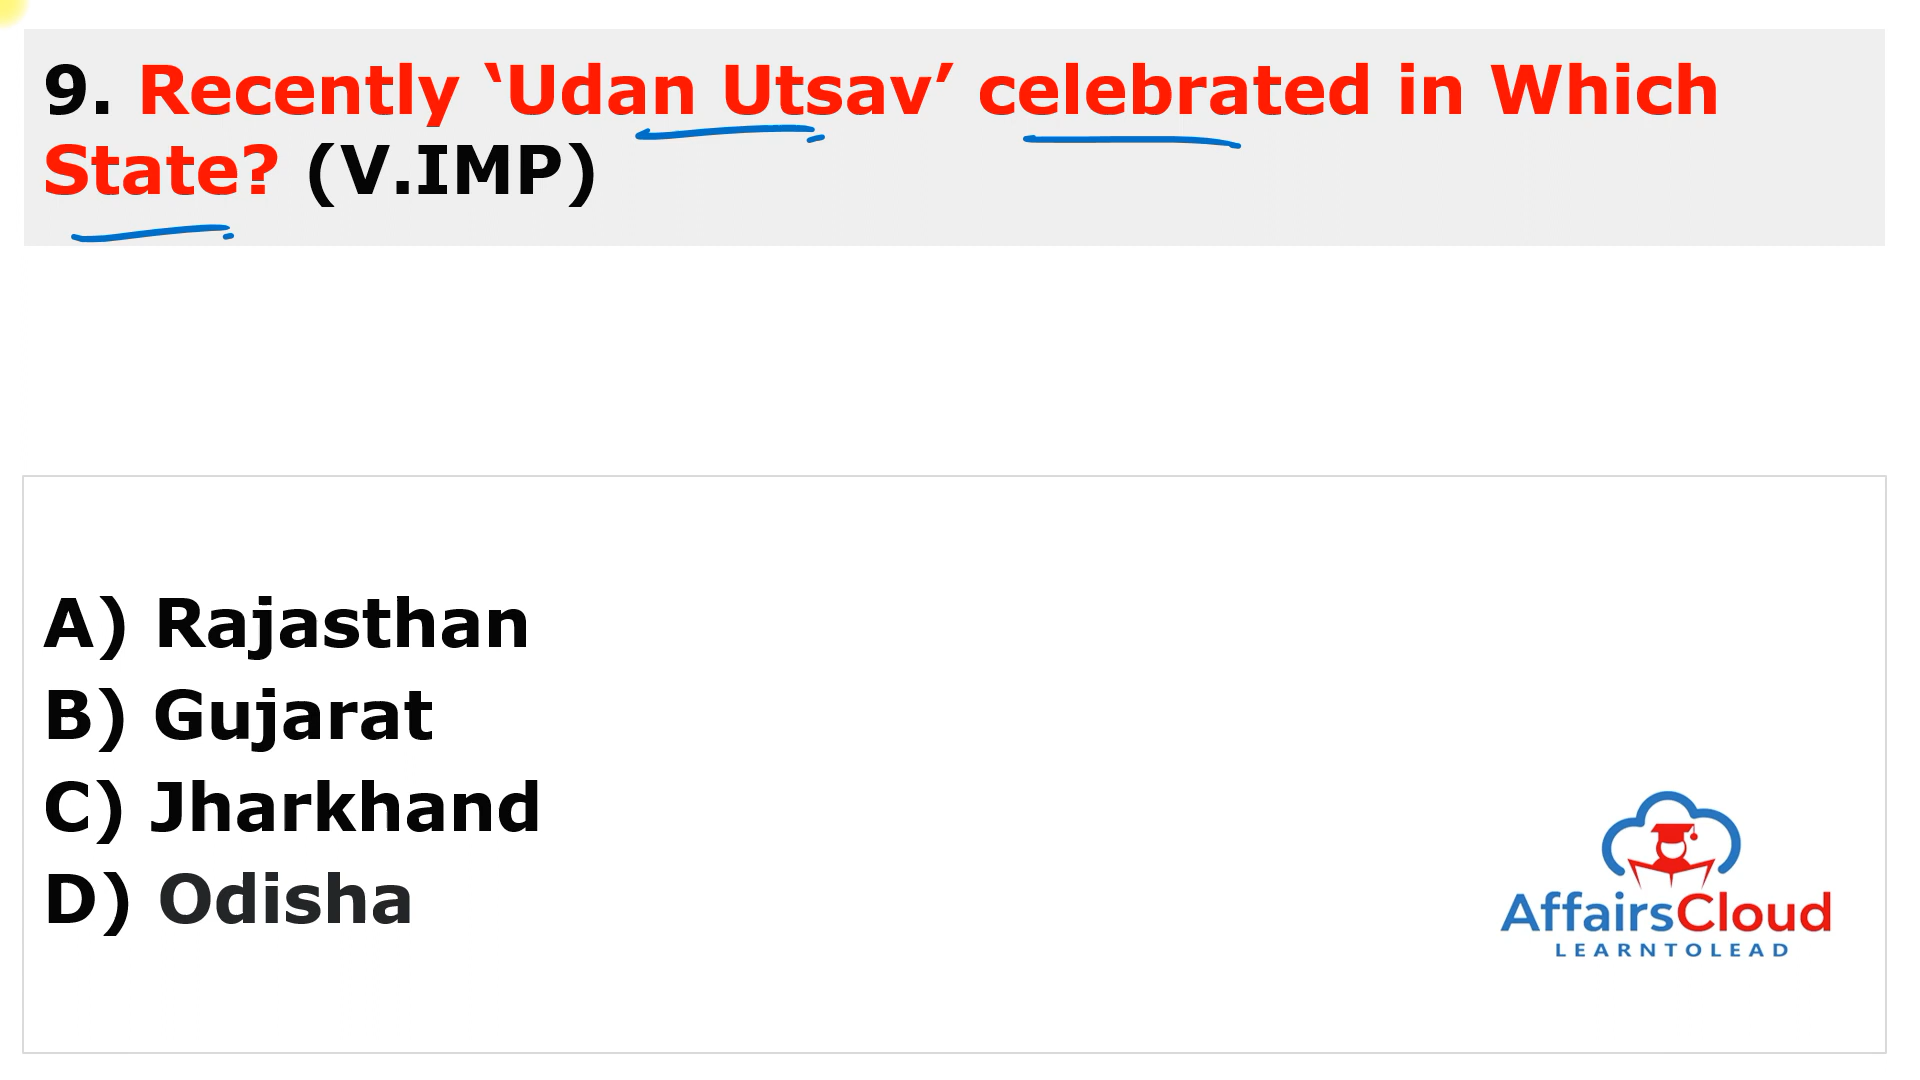 9. Recently ‘Udan Utsav’ celebrated in Which
State? (V.IMP)
A) Rajasthan
B) Gujarat
C) Jharkhand
D) Odisha
AffairsCloud
LEARNTOLEAD